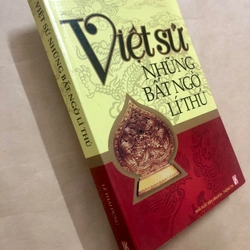 VIỆT SỬ NHỮNG BẤT NGỜ LÍ THÚ
Việt sử
NHỮNG
BẤT NGỜ
LÍ THÚ